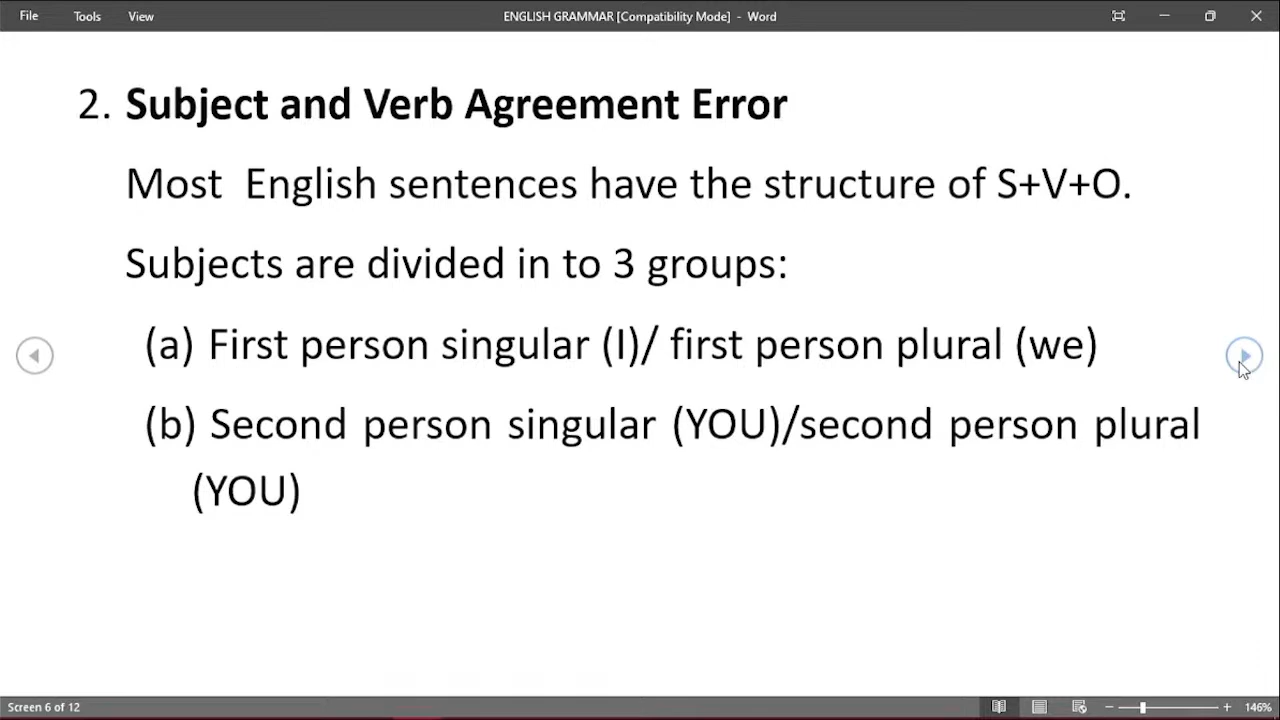 File Tools View ENGLISH GRAMMAR [Compatibility Mode] - Word
2. Subject and Verb Agreement Error
Most  English sentences have the structure of S+V+O.
Subjects are divided in to 3 groups:
(a) First person singular (I)/ first person plural (we)
(b) Second person singular (YOU)/second person plural
(YOU)
Screen 6 of 12 146%